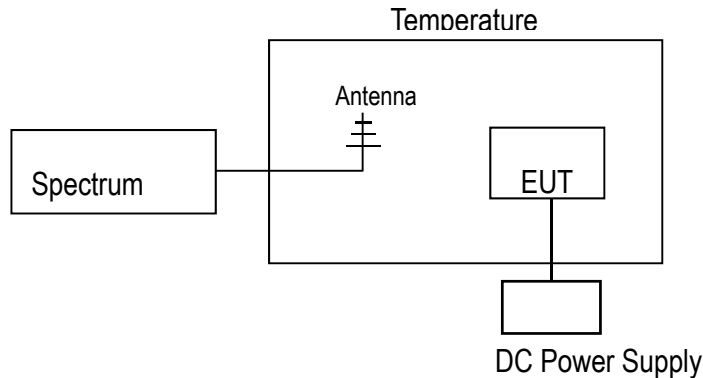 Temperature
Antenna
Spectrum
EUT
DC Power Supply